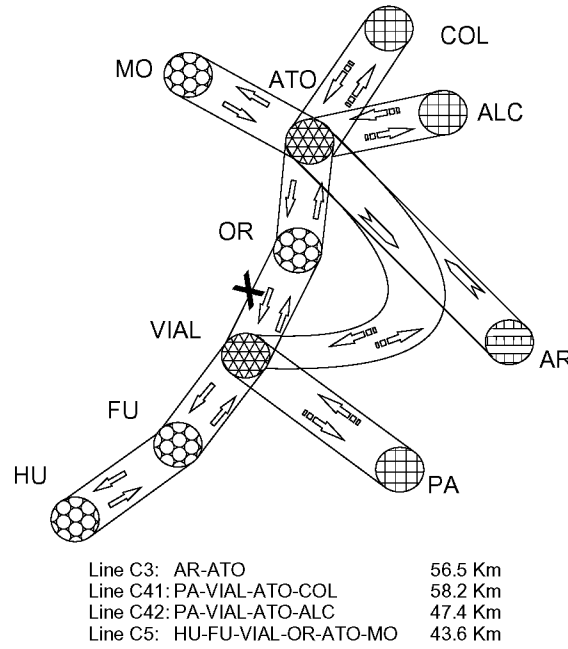 COL
MO
ATO
ALC
OR
VIAL
AR
FU
HU
PA
Line C3: AR-ATO 56.5 Km
Line C41: PA-VIAL-ATO-COL 58.2 Km
Line C42: PA-VIAL-ATO-ALC 47.4 Km
Line C5: HU-FU-VIAL-OR-ATO-MO 43.6 Km